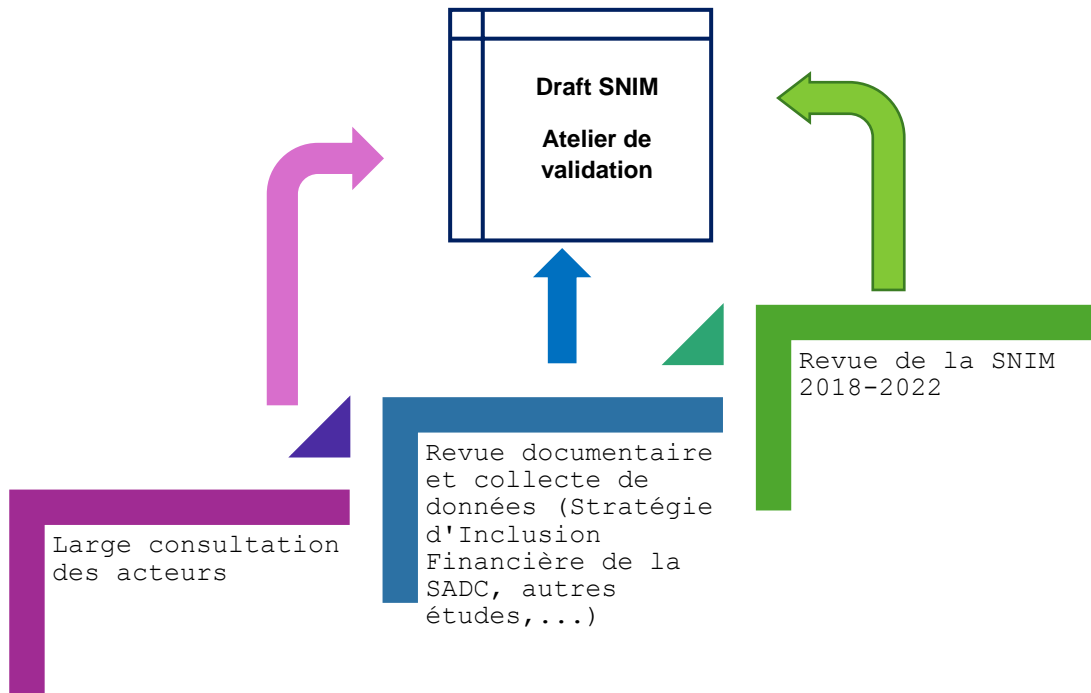 Draft SNIM
Atelier de
validation
Revue de la SNIM
2018-2022
Revue documentaire
et collecte de
données (Stratégie
d'Inclusion
Financière de la
SADC, autres
études,...)
Large consultation
des acteurs